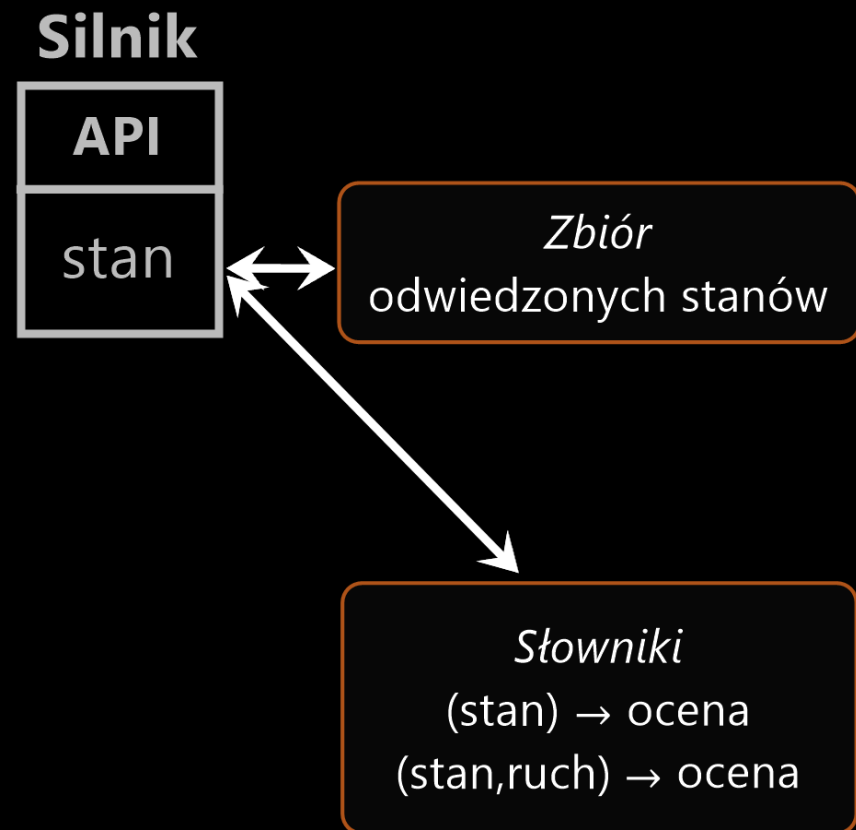 Silnik
API
stan
Zbiór
odwiedzonych stanów
Słowniki
(stan) → ocena
(stan,ruch) → ocena